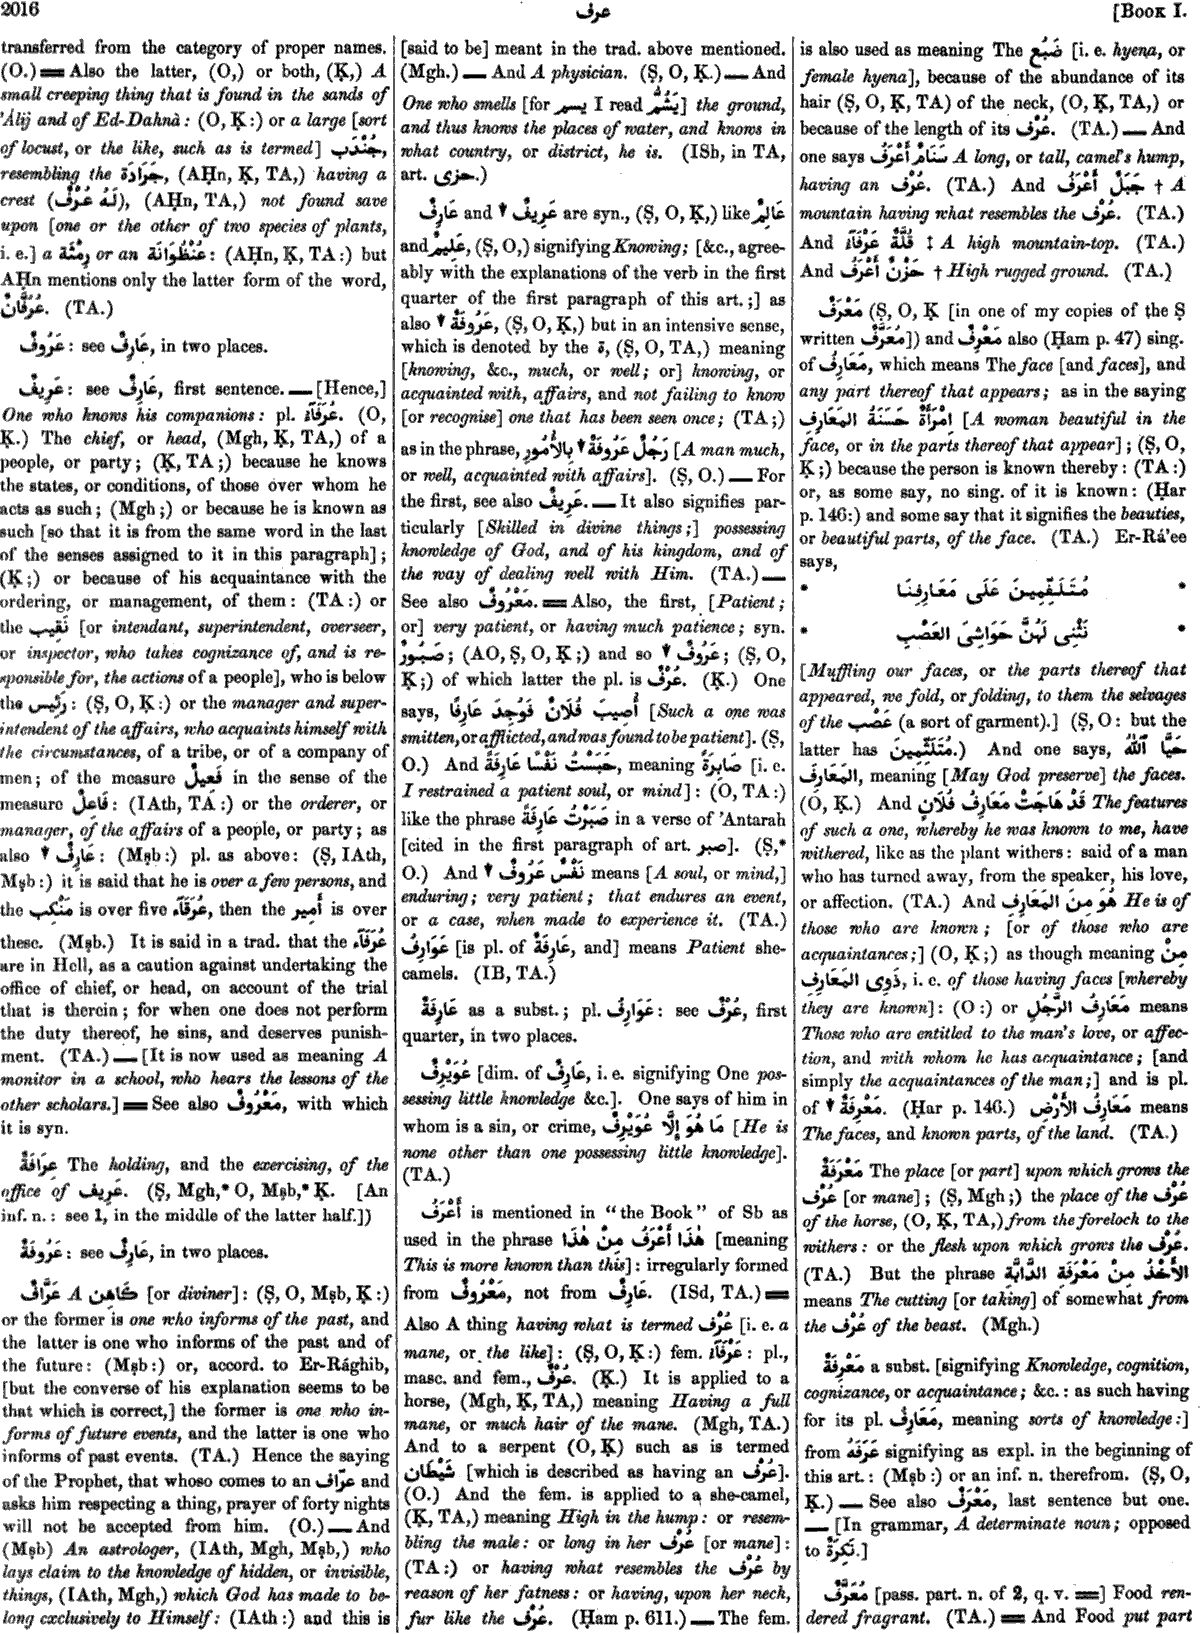 2016
عرف
[Book I.
transferred from the category of proper names.
(O.) ＝ Also the latter, (O,) or both, (Ḳ,) A
small creeping thing that is found in the sands of
'Álij and of Ed-Dahnà: (O, Ḳ:) or a large [sort
of locust, or the like, such as is termed] جُنْدَب,
resembling the جَرَادَة, (AḤn, Ḳ, TA,) having a
crest (لَهُ عُرْفٌ), (AḤn, TA,) not found save
upon [one or the other of two species of plants,
i. e.] a رِمْثَة or an عُنْظُوَانَة: (AḤn, Ḳ, TA:) but
AḤn mentions only the latter form of the word,
عُرُفَّانٌ. (TA.)
عَرُوفٌ: see عَارِفٌ, in two places.
عَرِيفٌ: see عَارِفٌ, first sentence. — [Hence,]
One who knows his companions: pl. عُرَفَآءُ. (O,
Ḳ.) The chief, or head, (Mgh, Ḳ, TA,) of a
people, or party; (Ḳ, TA;) because he knows
the states, or conditions, of those over whom he
acts as such; (Mgh;) or because he is known as
such [so that it is from the same word in the last
of the senses assigned to it in this paragraph];
(Ḳ;) or because of his acquaintance with the
ordering, or management, of them: (TA:) or
the نَقِيب [or intendant, superintendent, overseer,
or inspector, who takes cognizance of, and is re-
sponsible for, the actions of a people], who is below
the رَئِيس: (Ṣ, O, Ḳ:) or the manager and super-
intendent of the affairs, who acquaints himself with
the circumstances, of a tribe, or of a company of
men; of the measure فَعِيلٌ in the sense of the
measure فَاعِلٌ: (IAth, TA:) or the orderer, or
manager, of the affairs of a people, or party; as
also ▼ عَارِفٌ: (Mṣb:) pl. as above: (Ṣ, IAth,
Mṣb:) it is said that he is over a few persons, and
the مَنْكِب is over five عُرَفَآء, then the أَمِير is over
these. (Mṣb.) It is said in a trad. that the عُرَفَآء
are in Hell, as a caution against undertaking the
office of chief, or head, on account of the trial
that is therein; for when one does not perform
the duty thereof, he sins, and deserves punish-
ment. (TA.) — [It is now used as meaning A
monitor in a school, who hears the lessons of the
other scholars.] ＝ See also مَعْرُوفٌ, with which
it is syn.
عِرَافَةٌ The holding, and the exercising, of the
office of عَرِيف. (Ṣ, Mgh,* O, Mṣb,* Ḳ. [An
inf. n.: see 1, in the middle of the latter half.])
عَرُوفَةٌ: see عَارِفٌ, in two places.
عَرَّافٌ A كَاهِن [or diviner]: (Ṣ, O, Mṣb, Ḳ:)
or the former is one who informs of the past, and
the latter is one who informs of the past and of
the future: (Mṣb:) or, accord. to Er-Rághib,
[but the converse of his explanation seems to be
that which is correct,] the former is one who in-
forms of future events, and the latter is one who
informs of past events. (TA.) Hence the saying
of the Prophet, that whoso comes to an عَرَّاف and
asks him respecting a thing, prayer of forty nights
will not be accepted from him. (O.) — And
(Mṣb) An astrologer, (IAth, Mgh, Mṣb,) who
lays claim to the knowledge of hidden, or invisible,
things, (IAth, Mgh,) which God has made to be-
long exclusively to Himself: (IAth:) and this is
[said to be] meant in the trad. above mentioned.
(Mgh.) — And A physician. (Ṣ, O, Ḳ.) — And
One who smells [for يسر I read يَشُمُّ] the ground,
and thus knows the places of water, and knows in
what country, or district, he is. (ISb, in TA,
art. حزى.)
عَارِفٌ and ▼ عَرِيفٌ are syn., (Ṣ, O, Ḳ,) like عَالِمٌ
and عَلِيمٌ, (Ṣ, O,) signifying Knowing; [&c., agree-
ably with the explanations of the verb in the first
quarter of the first paragraph of this art.;] as
also ▼ عَرُوفَةٌ, (Ṣ, O, Ḳ,) but in an intensive sense,
which is denoted by the ة, (Ṣ, O, TA,) meaning
[knowing, &c., much, or well; or] knowing, or
acquainted with, affairs, and not failing to know
[or recognise] one that has been seen once; (TA;)
as in the phrase, رَجُلٌ عَرُوفَةٌ▼ بِالأُمُورِ [A man much,
or well, acquainted with affairs]. (Ṣ, O.) — For
the first, see also عَرِيفٌ. — It also signifies par-
ticularly [Skilled in divine things;] possessing
knowledge of God, and of his kingdom, and of
the way of dealing well with Him. (TA.) —
See also مَعْرُوفٌ. ＝ Also, the first, [Patient;
or] very patient, or having much patience; syn.
صَبُورٌ; (AO, Ṣ, O, Ḳ;) and so ▼ عَرُوفٌ; (Ṣ, O,
Ḳ;) of which latter the pl. is عُرُفٌ. (Ḳ.) One
says, أُصِيبَ فُلَانٌ فَوُجِدَ عَارِفًا [Such a one was
smitten, or afflicted, and was found to be patient]. (Ṣ,
O.) And حَبَسْتُ نَفْسًا عَارِفَةً, meaning صَابِرَةً [i. e.
I restrained a patient soul, or mind]: (O, TA:)
like the phrase صَبَرْتُ عَارِفَةً in a verse of 'Antarah
[cited in the first paragraph of art. صبر]. (Ṣ,*
O.) And ▼ نَفْسٌ عَرُوفٌ means [A soul, or mind,]
enduring; very patient; that endures an event,
or a case, when made to experience it. (TA.)
عَوَارِفُ [is pl. of عَارِفَةٌ, and] means Patient she-
camels. (IB, TA.)
عَارِفَةٌ as a subst.; pl. عَوَارِفُ: see عُرْفٌ, first
quarter, in two places.
عُوَيْرِفٌ [dim. of عَارِفٌ, i. e. signifying One pos-
sessing little knowledge &c.]. One says of him in
whom is a sin, or crime, مَا هُوَ إِلَّا عُوَيْرِفٌ [He is
none other than one possessing little knowledge].
(TA.)
أَعْرَفُ is mentioned in “the Book” of Sb as
used in the phrase هٰذَا أَعْرَفُ مِنْ هٰذَا [meaning
This is more known than this]: irregularly formed
from مَعْرُوفٌ, not from عَارِفٌ. (ISd, TA.) ＝
Also A thing having what is termed عُرْف [i. e. a
mane, or the like]: (Ṣ, O, Ḳ:) fem. عَرْفَآءُ: pl.,
masc. and fem., عُرْفٌ. (Ḳ.) It is applied to a
horse, (Mgh, Ḳ, TA,) meaning Having a full
mane, or much hair of the mane. (Mgh, TA.)
And to a serpent (O, Ḳ) such as is termed
شَيْطَان [which is described as having an عُرْف].
(O.) And the fem. is applied to a she-camel,
(Ḳ, TA,) meaning High in the hump: or resem-
bling the male: or long in her عُرْف [or mane]:
(TA:) or having what resembles the عُرْف by
reason of her fatness: or having, upon her neck,
fur like the عُرْف. (Ḥam p. 611.) — The fem.
is also used as meaning The ضَبُع [i. e. hyena, or
female hyena], because of the abundance of its
hair (Ṣ, O, Ḳ, TA) of the neck, (O, Ḳ, TA,) or
because of the length of its عُرْف. (TA.) — And
one says سَنَامٌ أَعْرَفُ A long, or tall, camel's hump,
having an عُرْف. (TA.) And جَبَلٌ أَعْرَفُ † A
mountain having what resembles the عُرْف. (TA.)
And قُلَّةٌ عَرْفَآءُ ‡ A high mountain-top. (TA.)
And حَزْنٌ أَعْرَفُ † High rugged ground. (TA.)
مَعْرَفٌ (Ṣ, O, Ḳ [in one of my copies of the Ṣ
written مُعَرَّفٌ]) and مَعْرِفٌ also (Ḥam p. 47) sing.
of مَعَارِفُ, which means The face [and faces], and
any part thereof that appears; as in the saying
اِمْرَأَةٌ حَسَنَةُ المَعَارِفِ [A woman beautiful in the
face, or in the parts thereof that appear]; (Ṣ, O,
Ḳ;) because the person is known thereby: (TA:)
or, as some say, no sing. of it is known: (Ḥar
p. 146:) and some say that it signifies the beauties,
or beautiful parts, of the face. (TA.) Er-Rá'ee
says,
* مُتَلَفِّمِينَ عَلَى مَعَارِفِنَا *
* نَثْنِى لَهُنَّ حَوَاشِىَ العَصْبِ *
[Muffling our faces, or the parts thereof that
appeared, we fold, or folding, to them the selvages
of the عَصْب (a sort of garment).] (Ṣ, O: but the
latter has مُتَلَثِّمِينَ.) And one says, حَيَّا ٱللّٰهُ
المَعَارِفَ, meaning [May God preserve] the faces.
(O, Ḳ.) And قَدْ هَاجَتْ مَعَارِفُ فُلَانٍ The features
of such a one, whereby he was known to me, have
withered, like as the plant withers: said of a man
who has turned away, from the speaker, his love,
or affection. (TA.) And هُوَ مِنَ المَعَارِفِ He is of
those who are known; [or of those who are
acquaintances;] (O, Ḳ;) as though meaning مِنْ
ذَوِى المَعَارِفِ, i. e. of those having faces [whereby
they are known]: (O:) or مَعَارِفُ الرَّجُلِ means
Those who are entitled to the man's love, or affec-
tion, and with whom he has acquaintance; [and
simply the acquaintances of the man;] and is pl.
of ▼ مَعْرِفَةٌ. (Ḥar p. 146.) مَعَارِفُ الأَرْضِ means
The faces, and known parts, of the land. (TA.)
مَعْرَفَةٌ The place [or part] upon which grows the
عُرْف [or mane]; (Ṣ, Mgh;) the place of the عُرْف
of the horse, (O, Ḳ, TA,) from the forelock to the
withers: or the flesh upon which grows the عُرْف.
(TA.) But the phrase الأَخْذُ مِنْ مَعْرَفَةِ الدَّابَّةِ
means The cutting [or taking] of somewhat from
the عُرْف of the beast. (Mgh.)
مَعْرِفَةٌ a subst. [signifying Knowledge, cognition,
cognizance, or acquaintance; &c.: as such having
for its pl. مَعَارِفُ, meaning sorts of knowledge:]
from عَرَفَهُ signifying as expl. in the beginning of
this art.: (Mṣb:) or an inf. n. therefrom. (Ṣ, O,
Ḳ.) — See also مَعْرَفٌ, last sentence but one.
— [In grammar, A determinate noun; opposed
to نَكِرَةٌ.]
مُعَرَّفٌ [pass. part. n. of 2, q. v. ＝] Food ren-
dered fragrant. (TA.) ＝ And Food put part